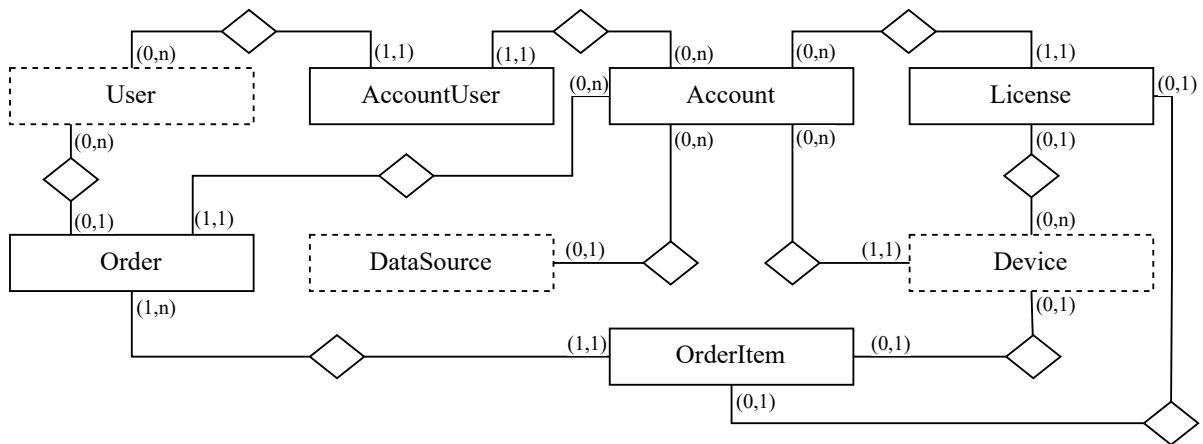 (0,n) (1,1) (1,1) (0,n) (0,n) (1,1)
User AccountUser (0,n) Account License (0,1)
(0,n) (0,n) (0,n) (0,1)
(0,1) (1,1) (0,n)
Order DataSource (0,1) (1,1) Device
(1,n) (0,1)
(1,1) OrderItem (0,1)
(0,1)